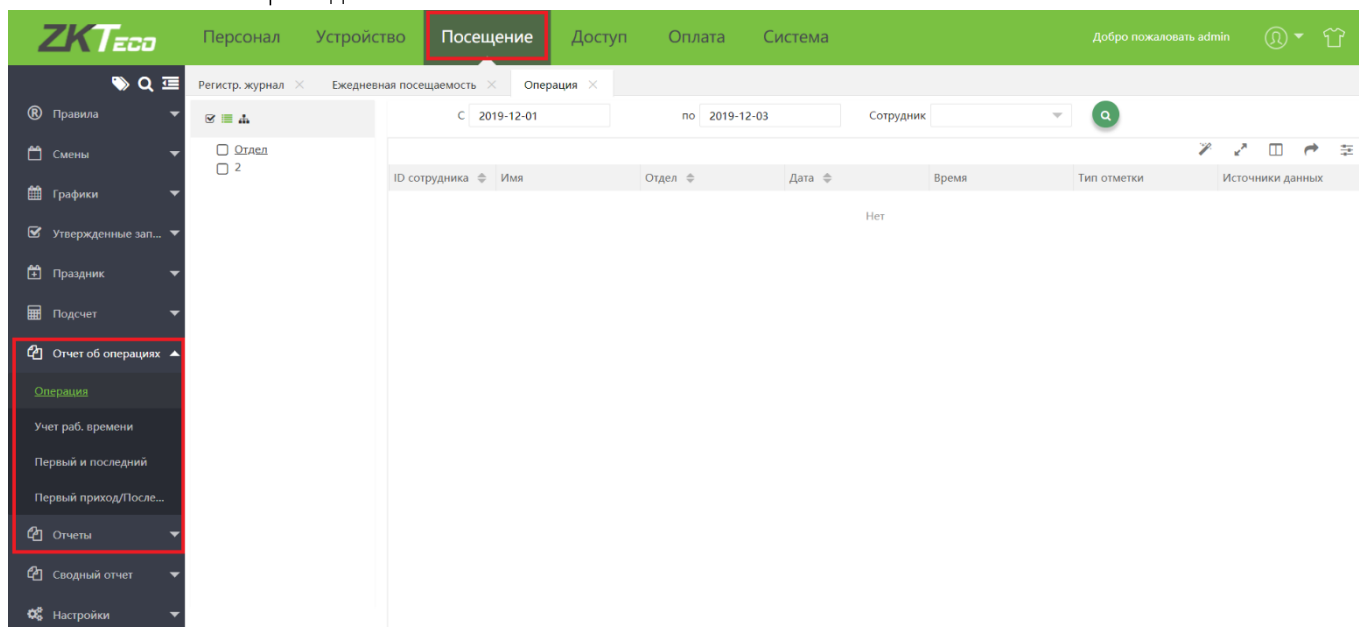 ZKTeco Персонал Устройство Посещение Доступ Оплата Система Добро пожаловать admin
Регистр. журнал Ежедневная посещаемость Операция
Правила
С 2019-12-01 по 2019-12-03 Сотрудник
Смены
Отдел
2
ID сотрудника Имя Отдел Дата Время Тип отметки Источники данных
Графики
Нет
Утвержденные зап...
Праздник
Подсчет
Отчет об операциях
Операция
Учет раб. времени
Первый и последний
Первый приход/После...
Отчеты
Сводный отчет
Настройки